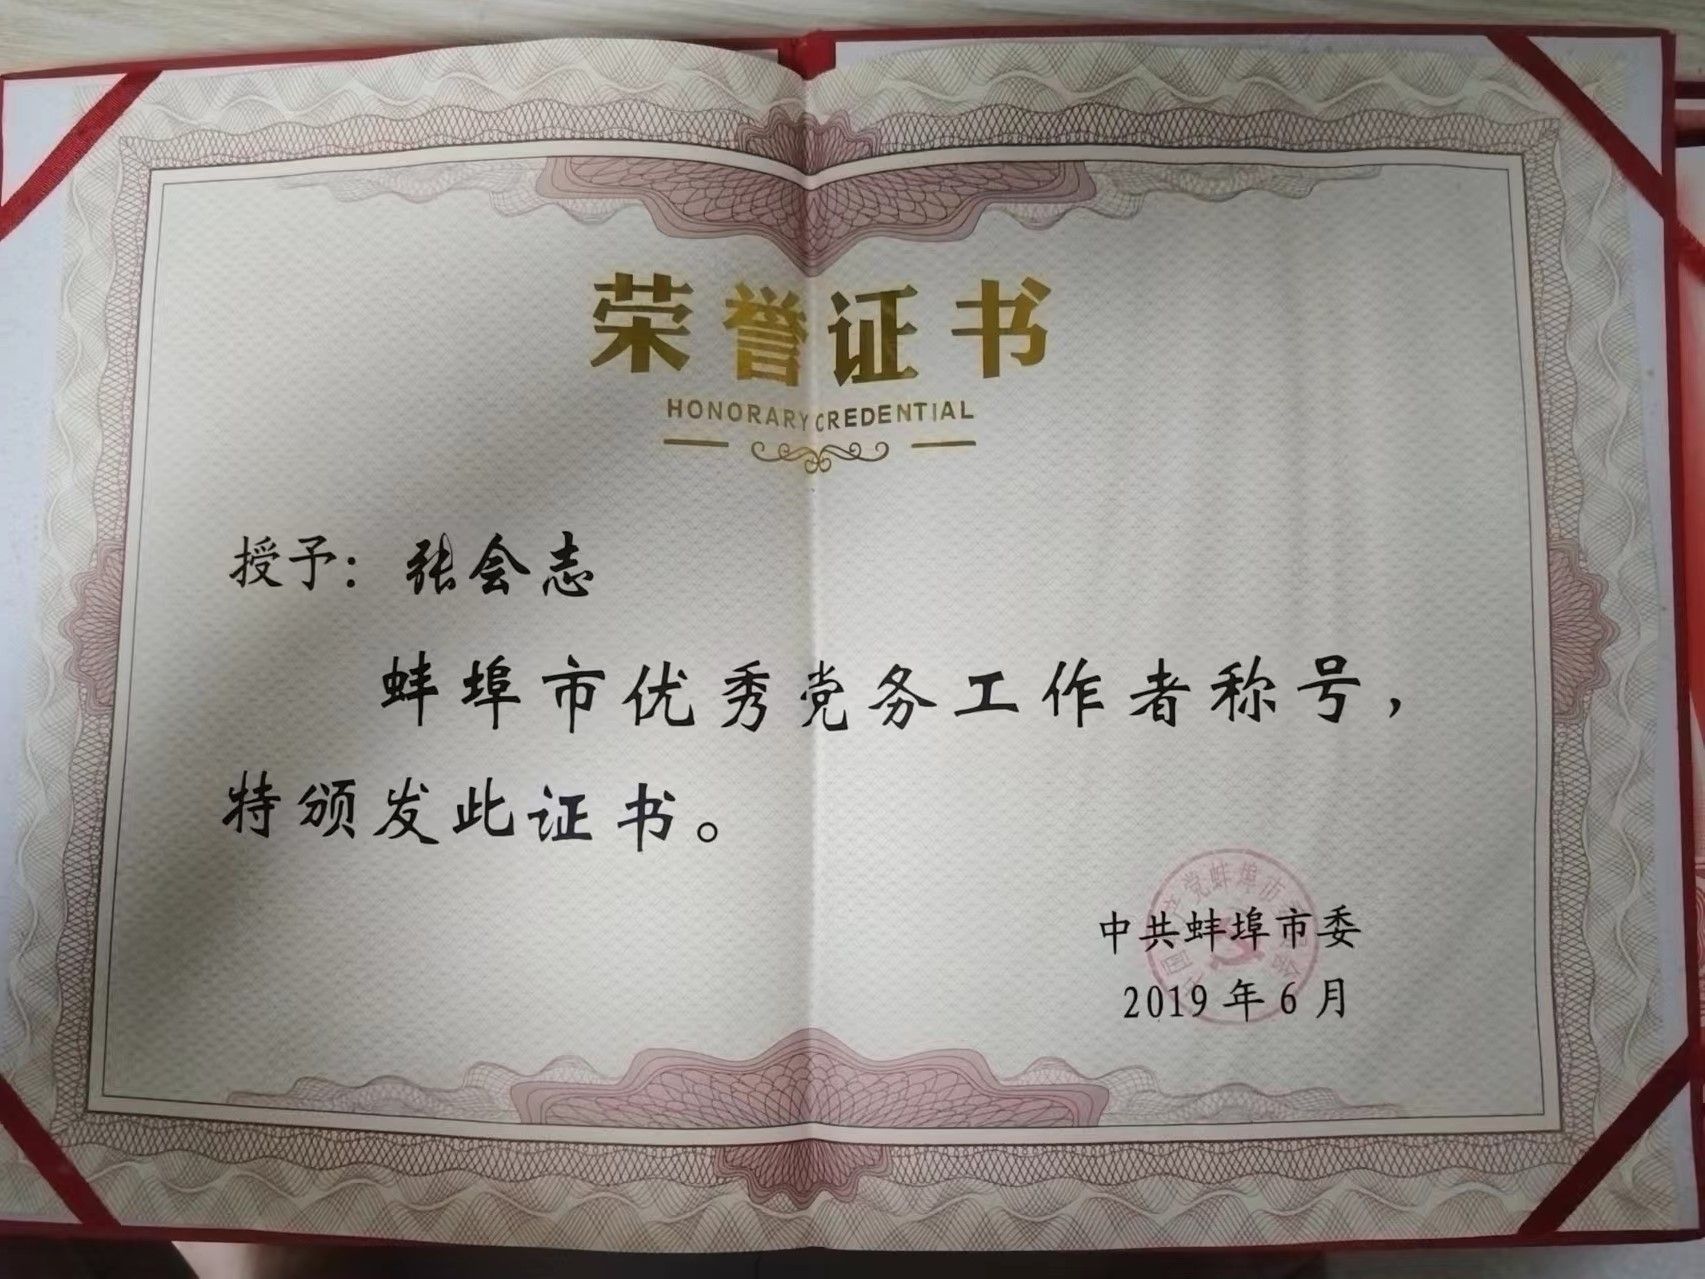 荣誉证书
HONORARY CREDENTIAL
授予：张会志
蚌埠市优秀党务工作者称号，
特颁发此证书。
中共蚌埠市委
2019年6月